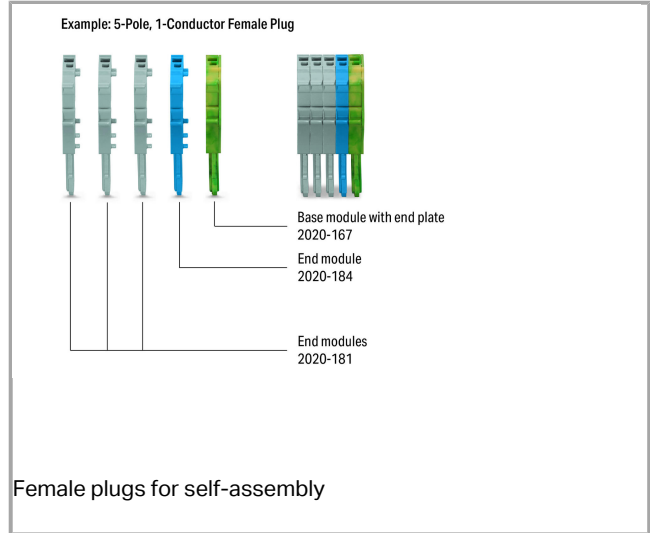 Example: 5-Pole, 1-Conductor Female Plug
Base module with end plate
2020-167
End module
2020-184
End modules
2020-181
Female plugs for self-assembly